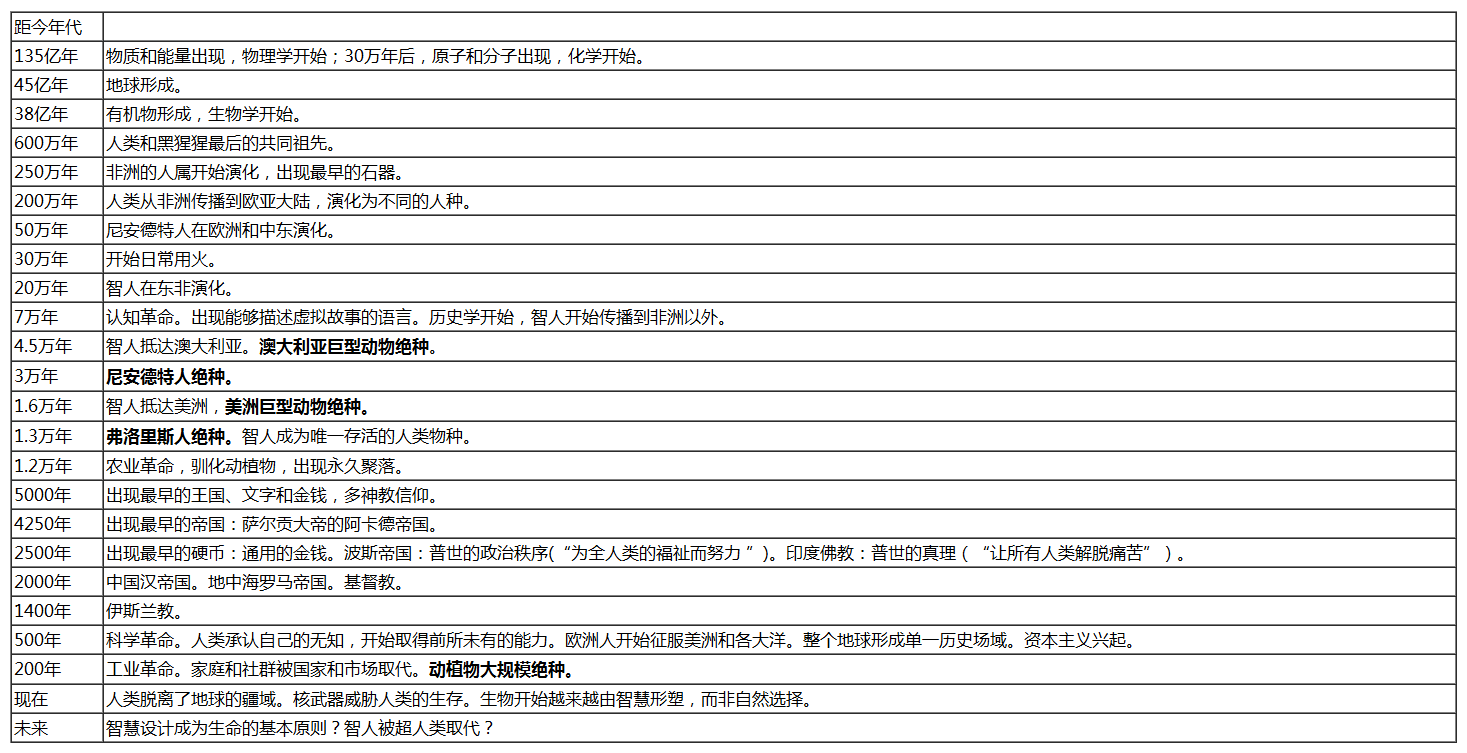 距今年代
135亿年 物质和能量出现，物理学开始；30万年后，原子和分子出现，化学开始。
45亿年 地球形成。
38亿年 有机物形成，生物学开始。
600万年 人类和黑猩猩最后的共同祖先。
250万年 非洲的人属开始演化，出现最早的石器。
200万年 人类从非洲传播到欧亚大陆，演化为不同的人种。
50万年 尼安德特人在欧洲和中东演化。
30万年 开始日常用火。
20万年 智人在东非演化。
7万年 认知革命。出现能够描述虚拟故事的语言。历史学开始，智人开始传播到非洲以外。
4.5万年 智人抵达澳大利亚。澳大利亚巨型动物绝种。
3万年 尼安德特人绝种。
1.6万年 智人抵达美洲，美洲巨型动物绝种。
1.3万年 弗洛里斯人绝种。智人成为唯一存活的人类物种。
1.2万年 农业革命，驯化动植物，出现永久聚落。
5000年 出现最早的王国、文字和金钱，多神教信仰。
4250年 出现最早的帝国：萨尔贡大帝的阿卡德帝国。
2500年 出现最早的硬币：通用的金钱。波斯帝国：普世的政治秩序(“为全人类的福祉而努力 ”)。印度佛教：普世的真理（ “让所有人类解脱痛苦” ）。
2000年 中国汉帝国。地中海罗马帝国。基督教。
1400年 伊斯兰教。
500年 科学革命。人类承认自己的无知，开始取得前所未有的能力。欧洲人开始征服美洲和各大洋。整个地球形成单一历史场域。资本主义兴起。
200年 工业革命。家庭和社群被国家和市场取代。动植物大规模绝种。
现在 人类脱离了地球的疆域。核武器威胁人类的生存。生物开始越来越由智慧形塑，而非自然选择。
未来 智慧设计成为生命的基本原则？智人被超人类取代？